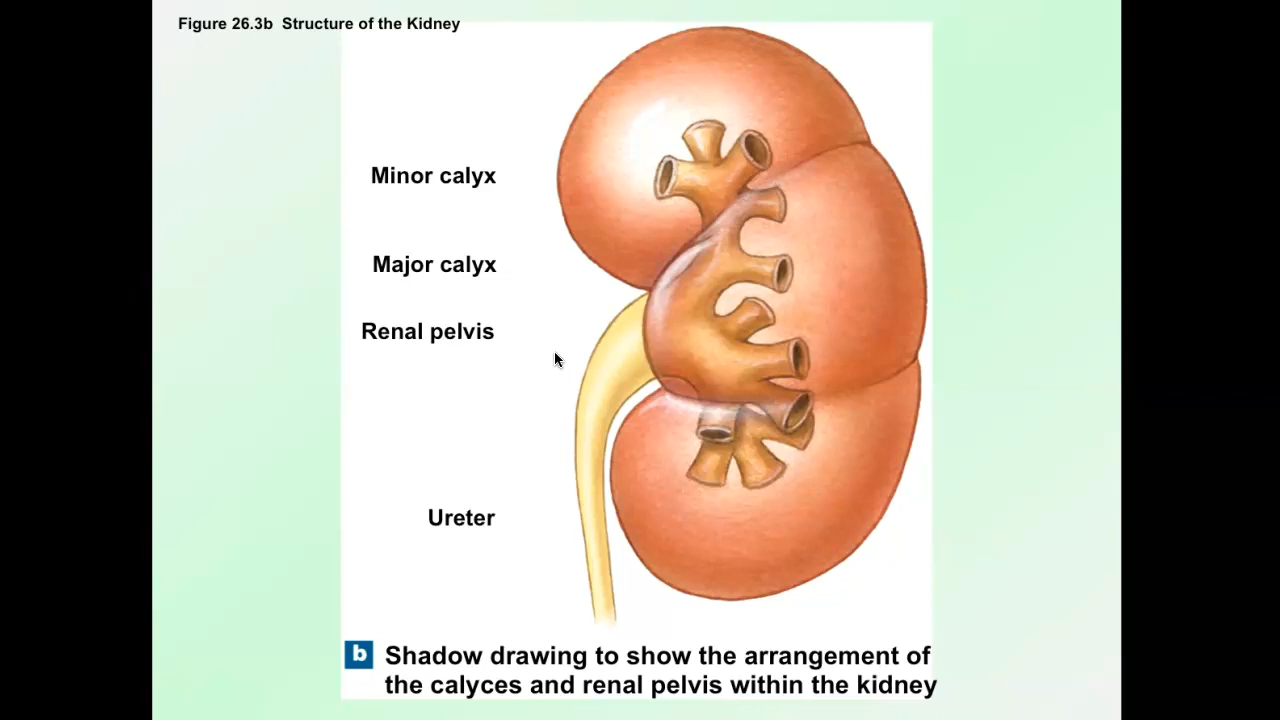 Figure 26.3b  Structure of the Kidney
Minor calyx
Major calyx
Renal pelvis
Ureter
b Shadow drawing to show the arrangement of
the calyces and renal pelvis within the kidney